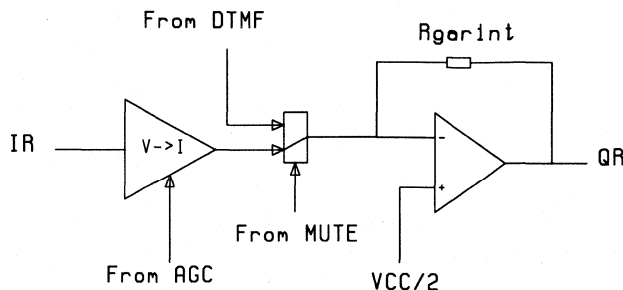 From DTMF
Rgarint
IR
V->I
-
+
QR
From MUTE
From AGC
VCC/2